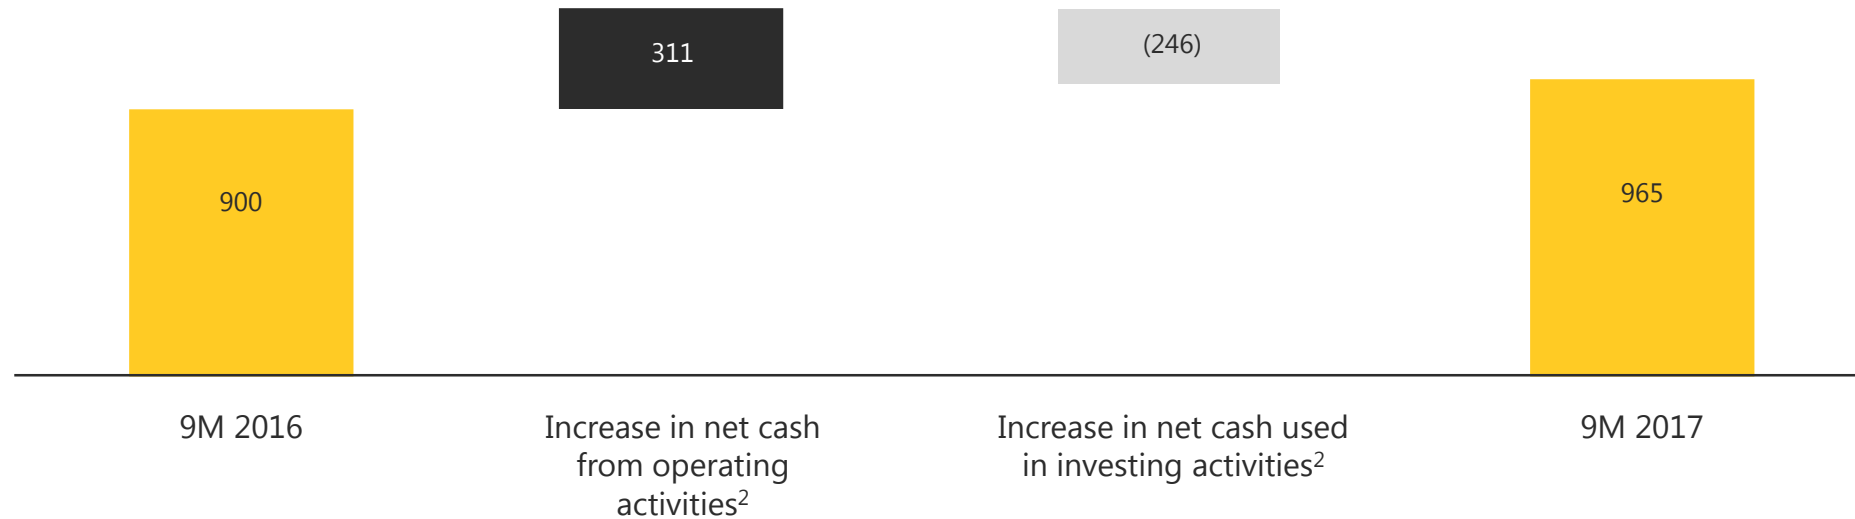 311
(246)
900
965
9M 2016
Increase in net cash
from operating
activities²
Increase in net cash used
in investing activities²
9M 2017